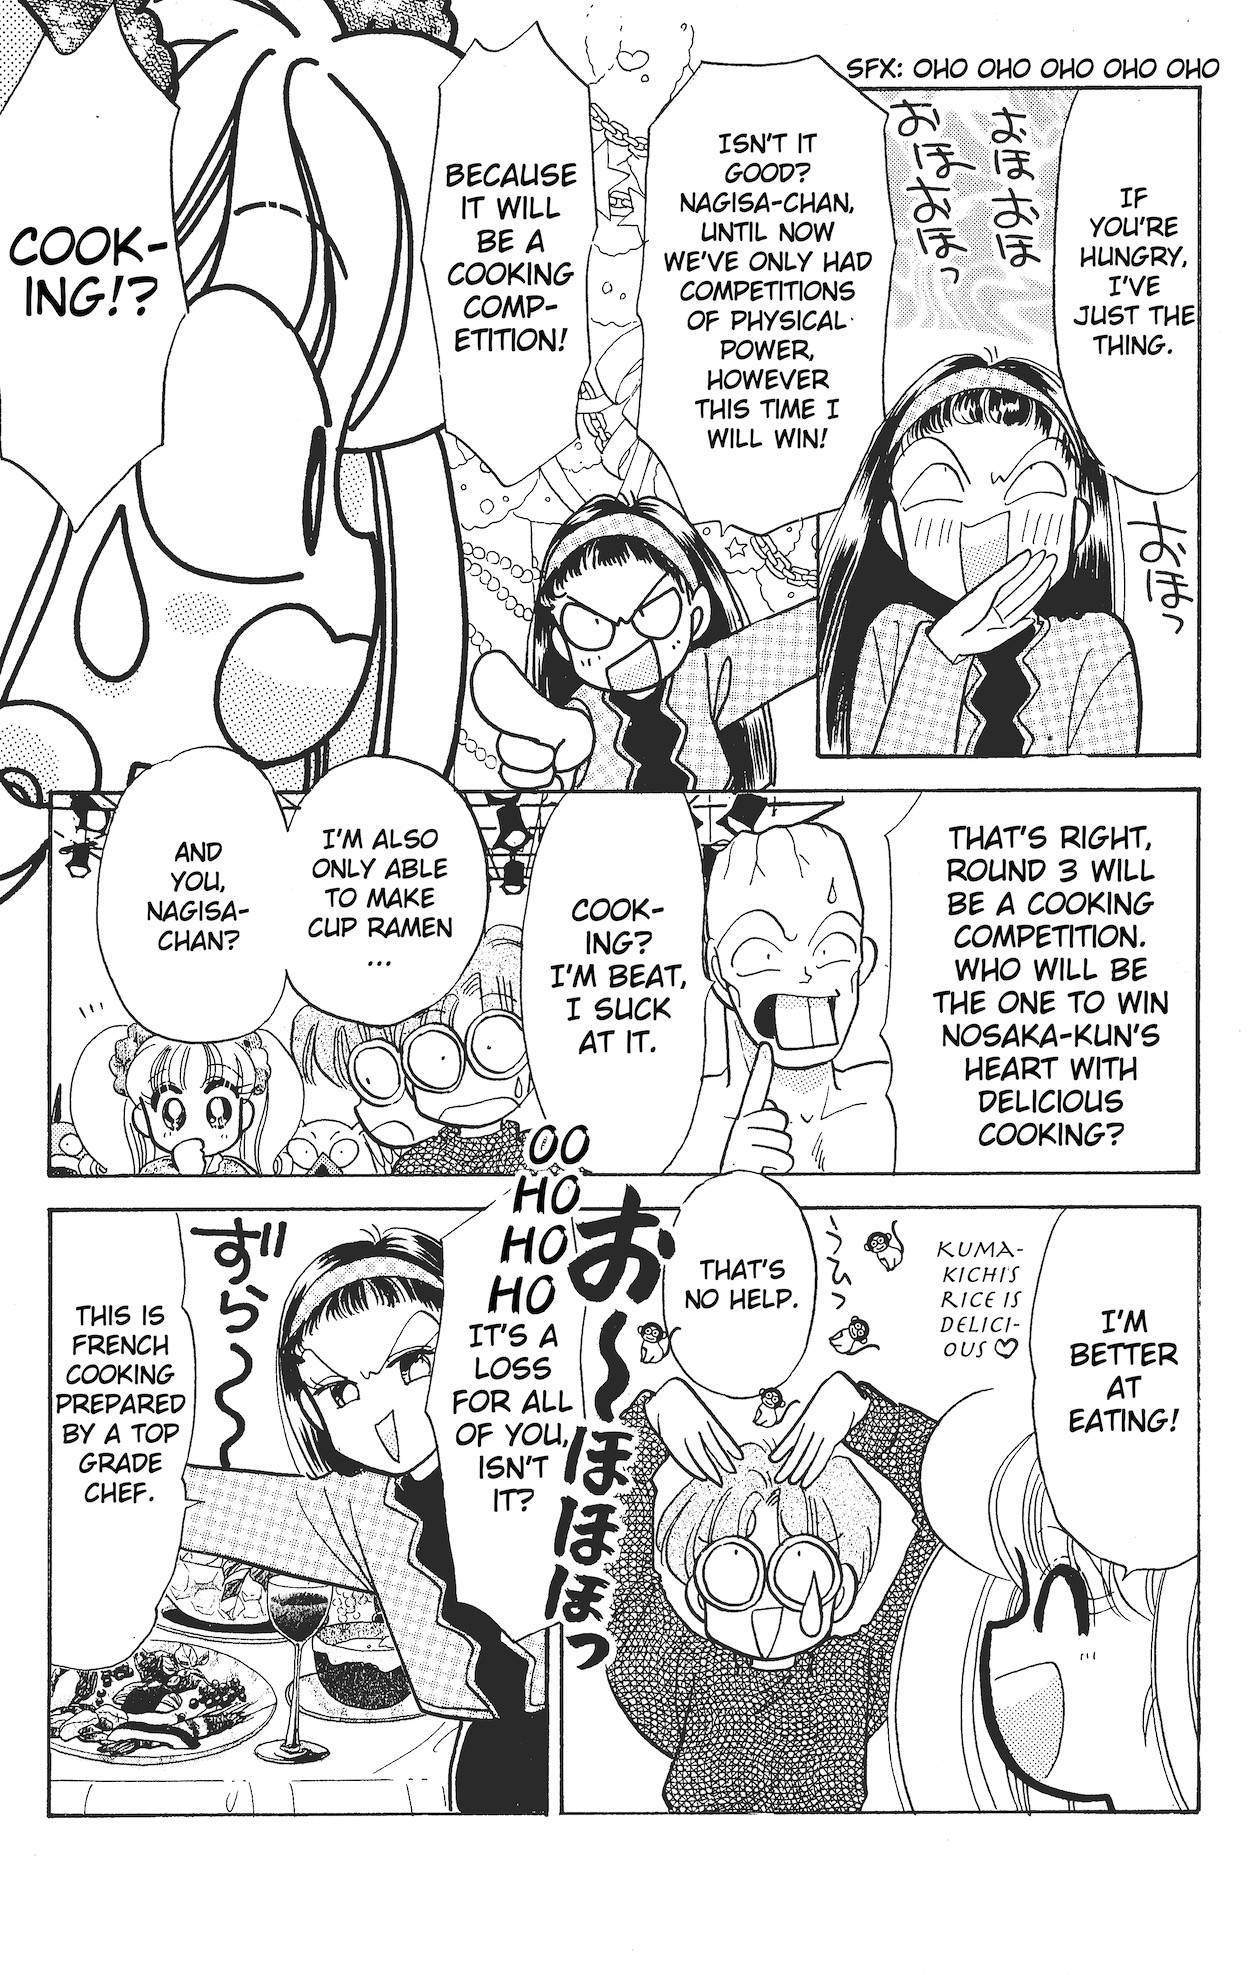 SFX: OHO OHO OHO OHO OHO
IF
YOU'RE
HUNGRY,
I'VE
JUST THE
THING.
おほおほ
おほおほっ
おほっ
ISN'T IT
GOOD?
NAGISA-CHAN,
UNTIL NOW
WE'VE ONLY HAD
COMPETITIONS
OF PHYSICAL
POWER,
HOWEVER
THIS TIME I
WILL WIN!
BECAUSE
IT WILL
BE A
COOKING
COMP-
ETITION!
COOK-
ING!?
THAT'S RIGHT,
ROUND 3 WILL
BE A COOKING
COMPETITION.
WHO WILL BE
THE ONE TO WIN
NOSAKA-KUN'S
HEART WITH
DELICIOUS
COOKING?
COOK-
ING?
I'M BEAT,
I SUCK
AT IT.
I'M ALSO
ONLY ABLE
TO MAKE
CUP RAMEN
...
AND
YOU,
NAGISA-
CHAN?
I'M
BETTER
AT
EATING!
KUMA-
KICHI'S
RICE IS
DELICI-
OUS ♡
うひっ
THAT'S
NO HELP.
お〜ほほほほっ
OO
HO
HO
HO
IT'S A
LOSS
FOR ALL
OF YOU,
ISN'T
IT?
ずら〜〜
THIS IS
FRENCH
COOKING
PREPARED
BY A TOP
GRADE
CHEF.